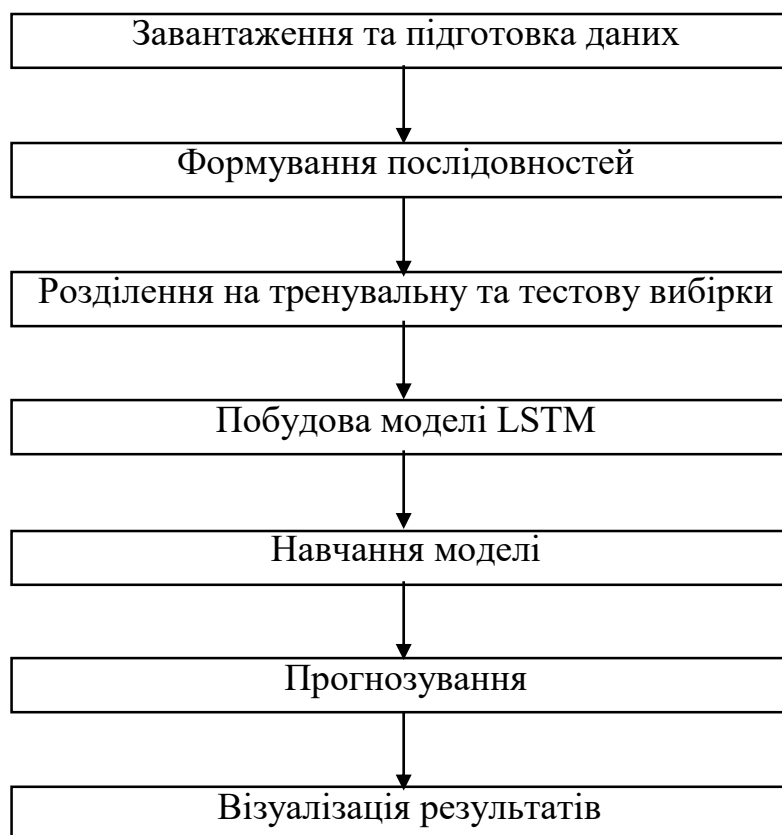 Завантаження та підготовка даних
Формування послідовностей
Розділення на тренувальну та тестову вибірки
Побудова моделі LSTM
Навчання моделі
Прогнозування
Візуалізація результатів